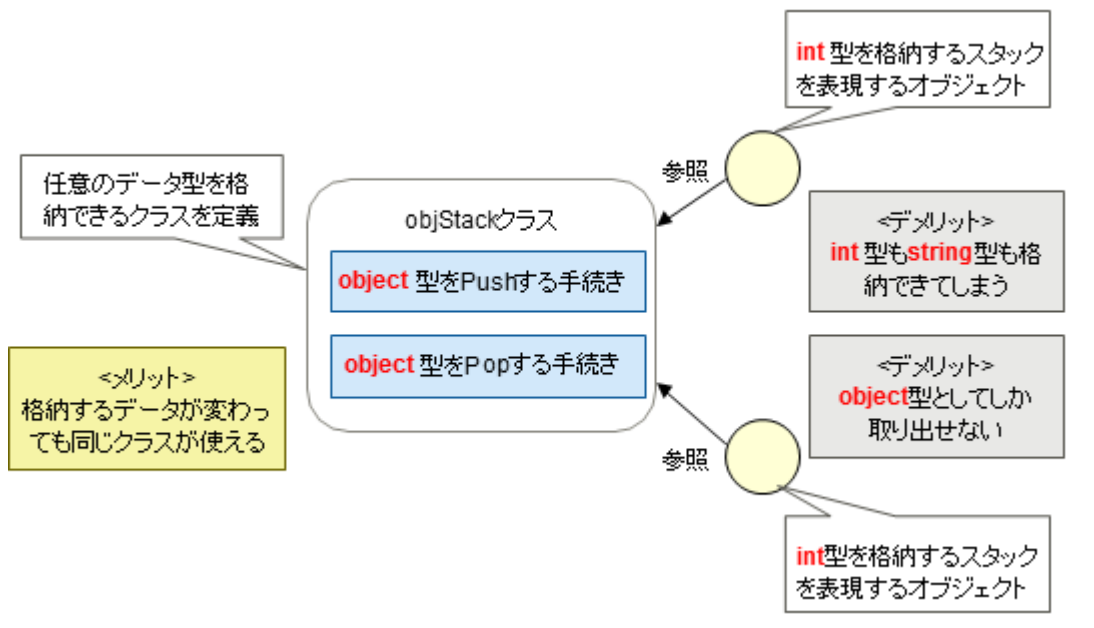 int 型を格納するスタック
を表現するオブジェクト
参照
任意のデータ型を格
納できるクラスを定義
objStackクラス
object 型をPushする手続き
object 型をPopする手続き
<デメリット>
int 型もstring型も格
納できてしまう
<メリット>
格納するデータが変わっ
ても同じクラスが使える
<デメリット>
object型としてしか
取り出せない
参照
int型を格納するスタック
を表現するオブジェクト